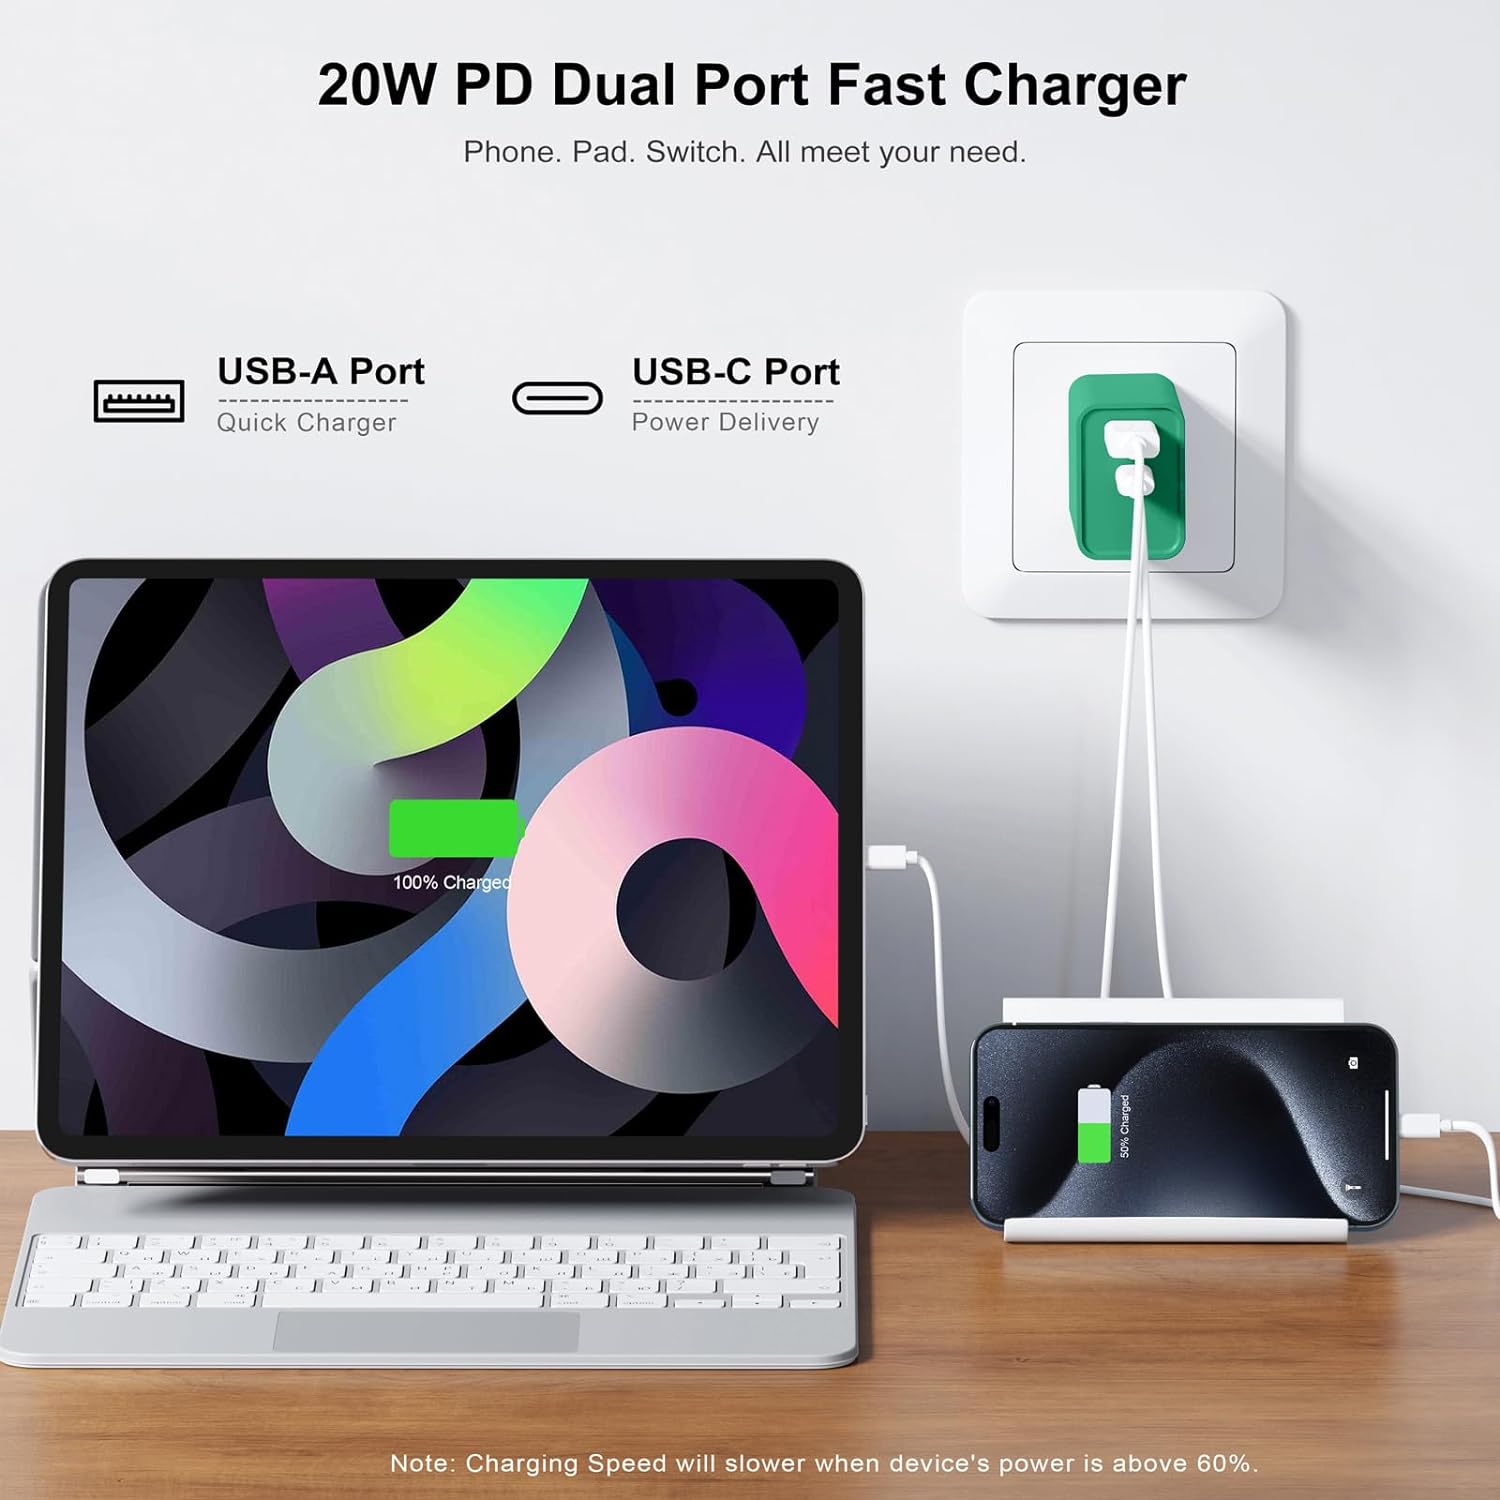 20W PD Dual Port Fast Charger
Phone. Pad. Switch. All meet your need.
USB-A Port
Quick Charger
USB-C Port
Power Delivery
100% Charged
50% Charged
Note: Charging Speed will slower when device's power is above 60%.